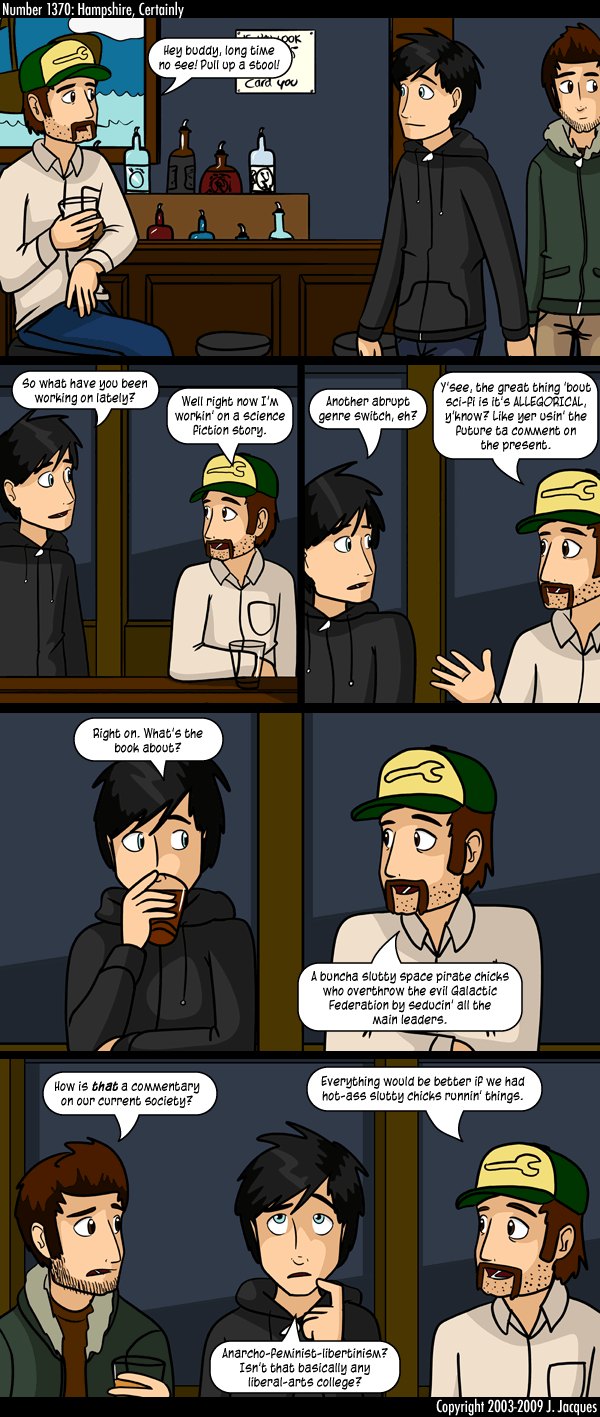 Number 1370: Hampshire, Certainly
Hey buddy, long time
no see! Pull up a stool!
IF YOU LOOK
Card you
So what have you been
working on lately?
Well right now I'm
workin' on a science
fiction story.
Another abrupt
genre switch, eh?
Y'see, the great thing 'bout
sci-fi is it's ALLEGORICAL,
y'know? Like yer usin' the
future ta comment on
the present.
Right on. What's the
book about?
A buncha slutty space pirate chicks
who overthrow the evil Galactic
Federation by seducin' all the
main leaders.
How is that a commentary
on our current society?
Everything would be better if we had
hot-ass slutty chicks runnin' things.
Anarcho-feminist-libertinism?
Isn't that basically any
liberal-arts college?
Copyright 2003-2009 J. Jacques